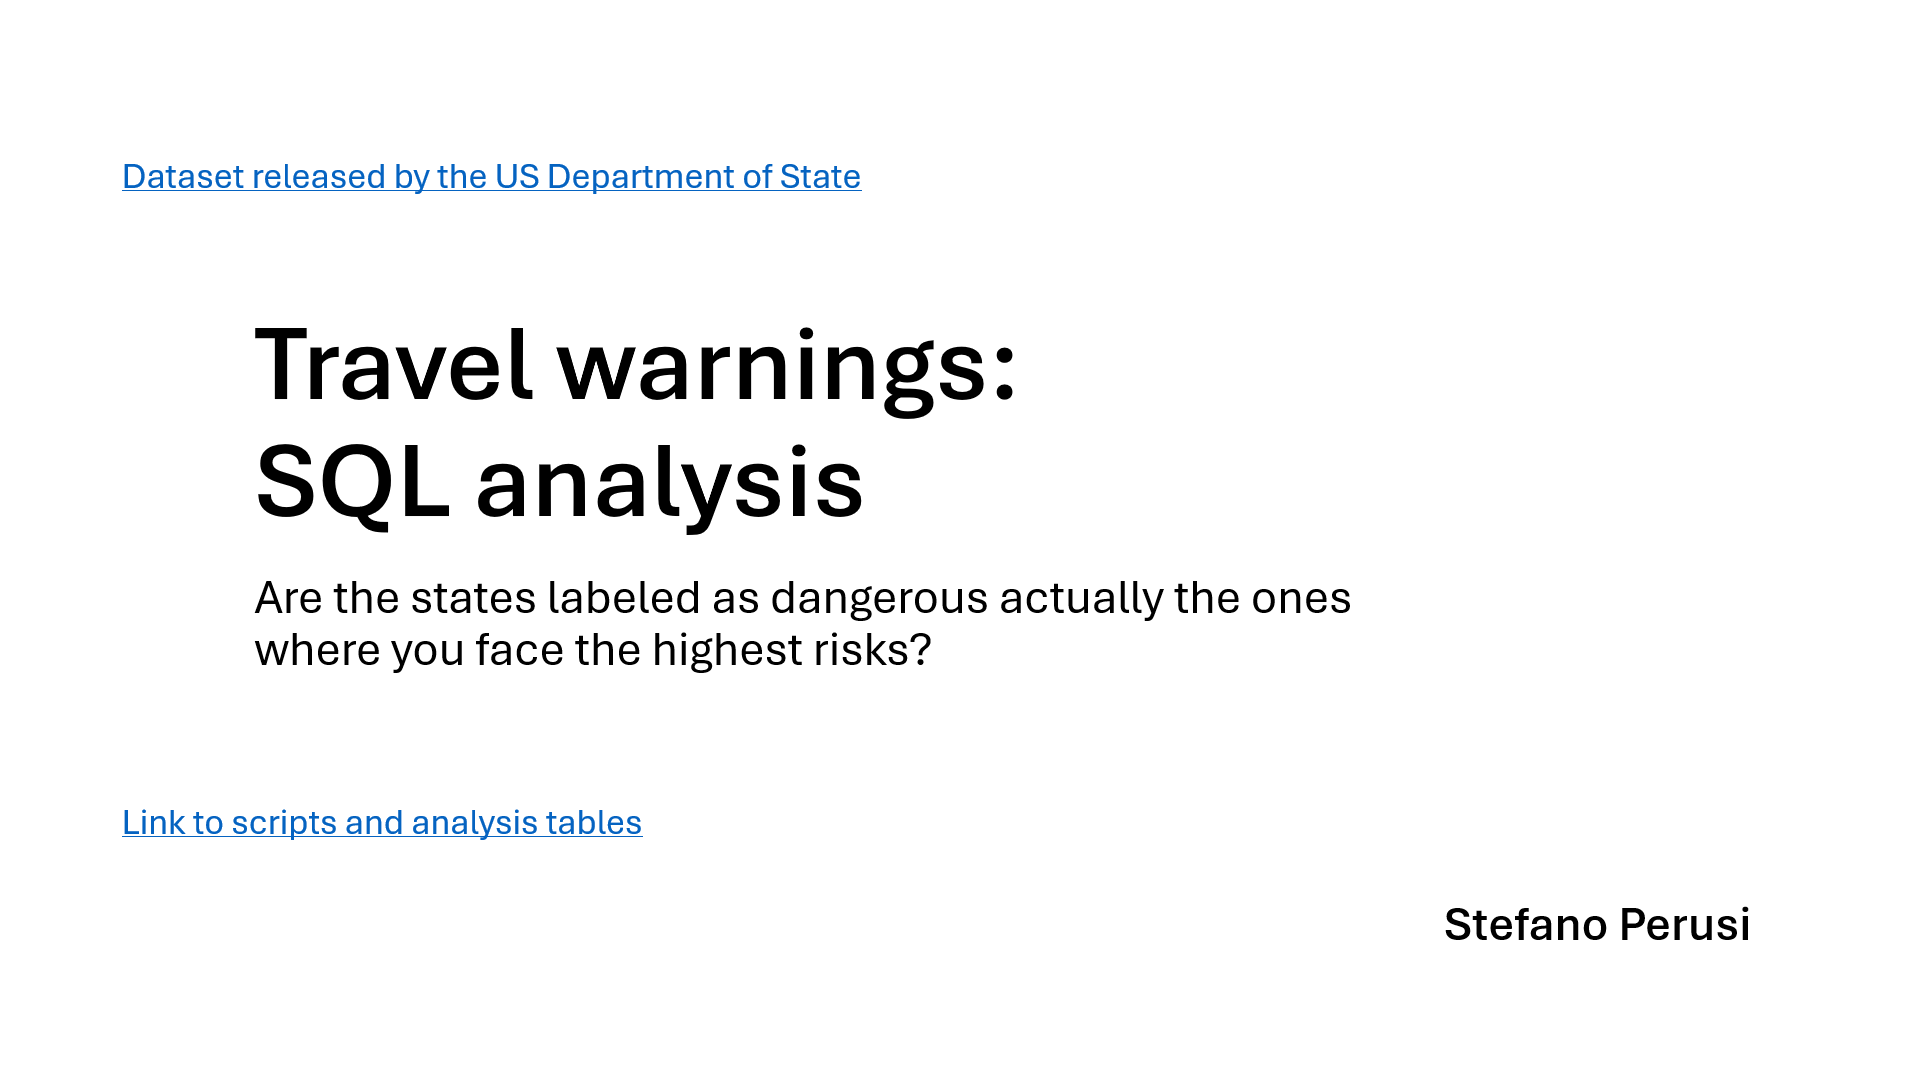 Dataset released by the US Department of State
Travel warnings:
SQL analysis
Are the states labeled as dangerous actually the ones
where you face the highest risks?
Link to scripts and analysis tables
Stefano Perusi